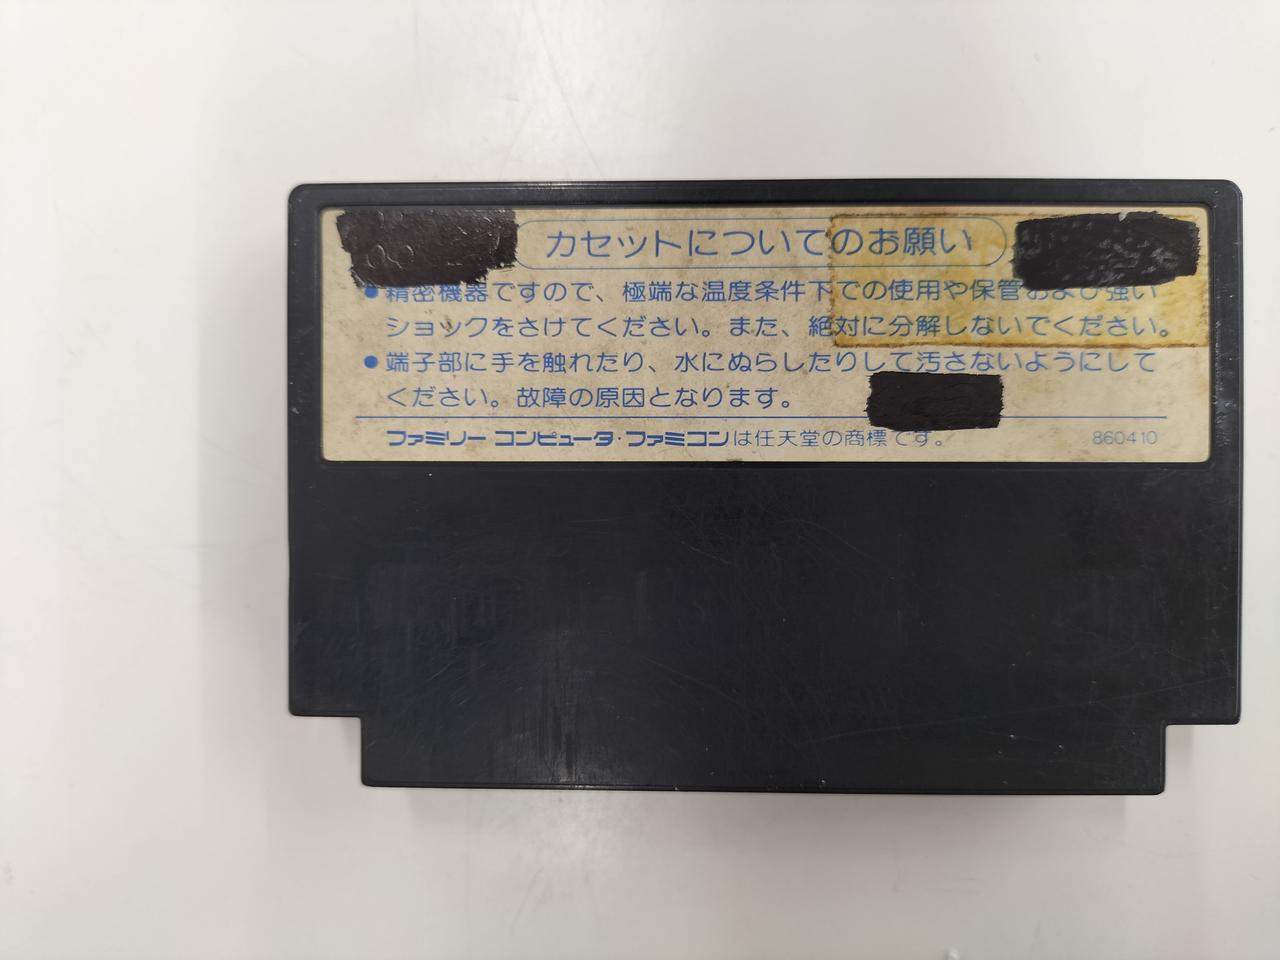 カセットについてのお願い
●精密機器ですので、極端な温度条件下での使用や保管および強い
ショックをさけてください。また、絶対に分解しないでください。
●端子部に手を触れたり、水にぬらしたりして汚さないようにして
ください。故障の原因となります。
ファミリー コンピュータ・ファミコンは任天堂の商標です。
860410